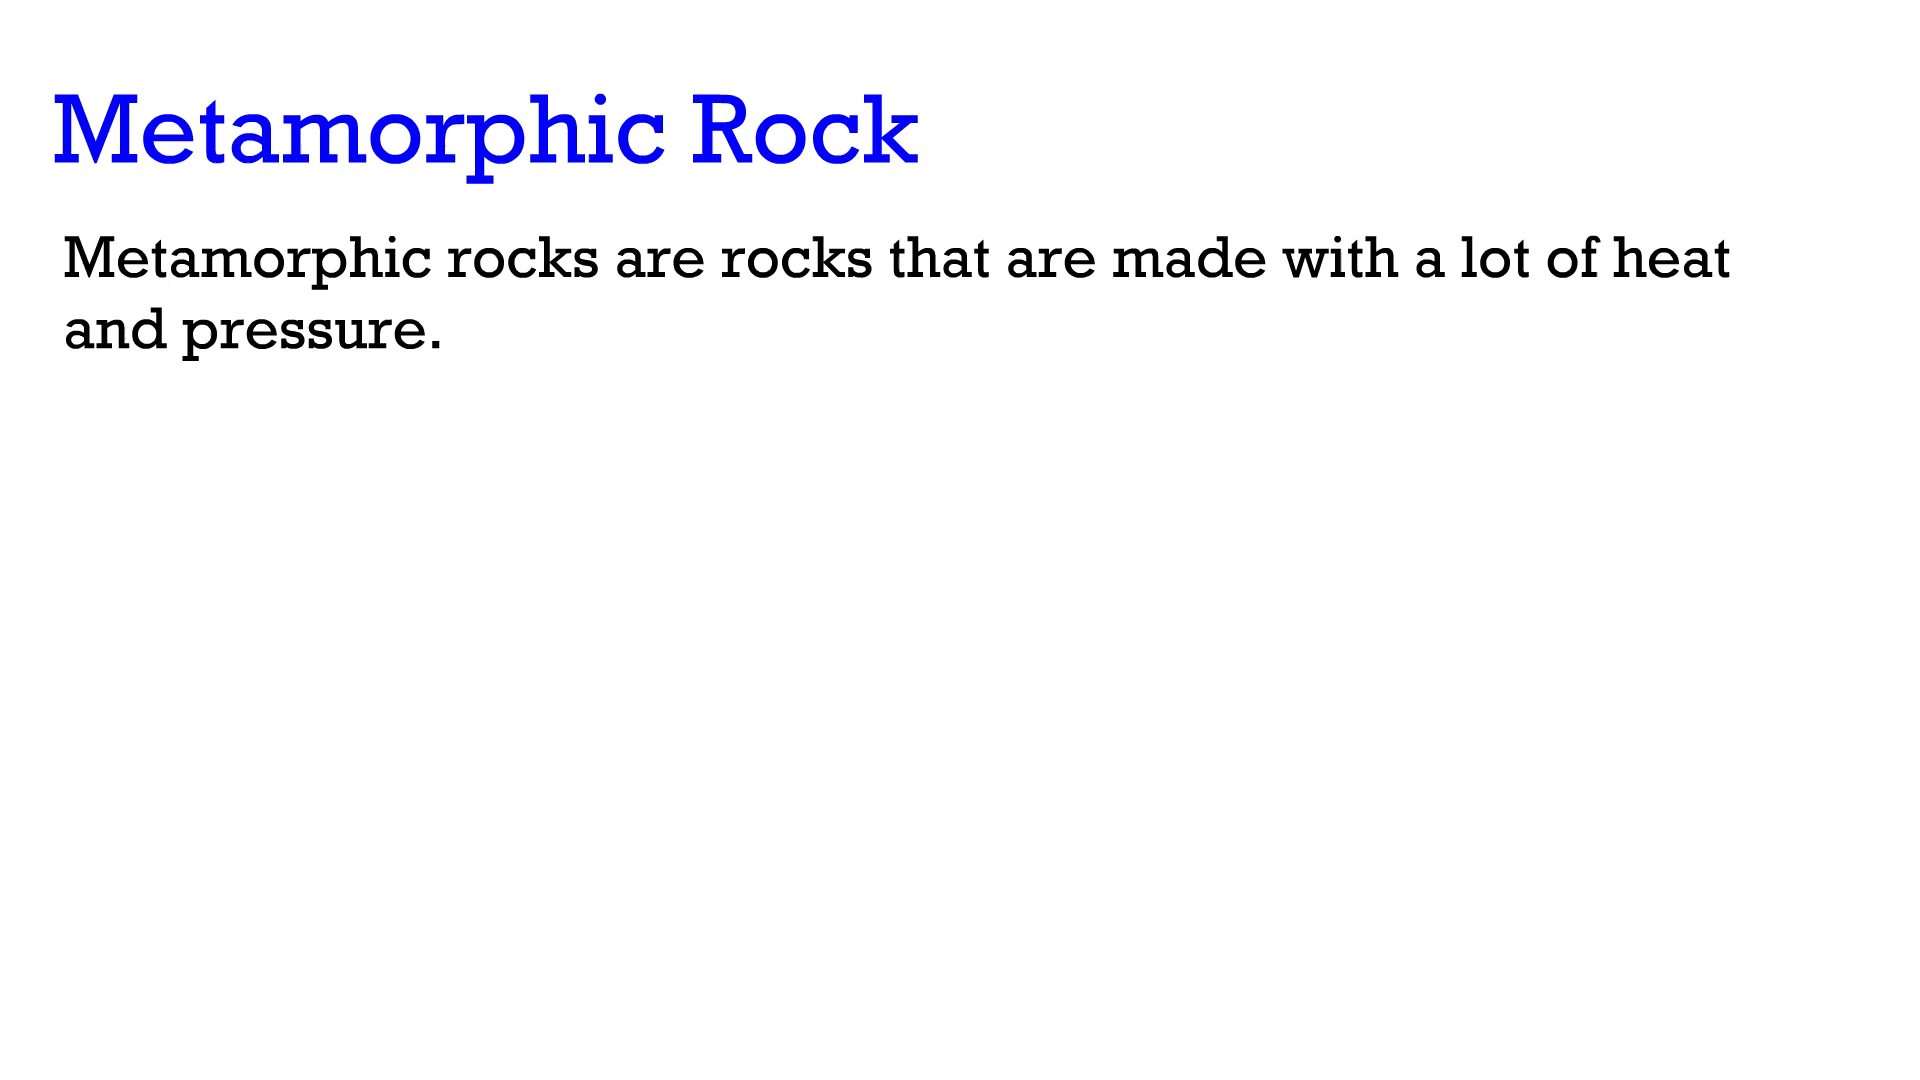 Metamorphic Rock
Metamorphic rocks are rocks that are made with a lot of heat
and pressure.